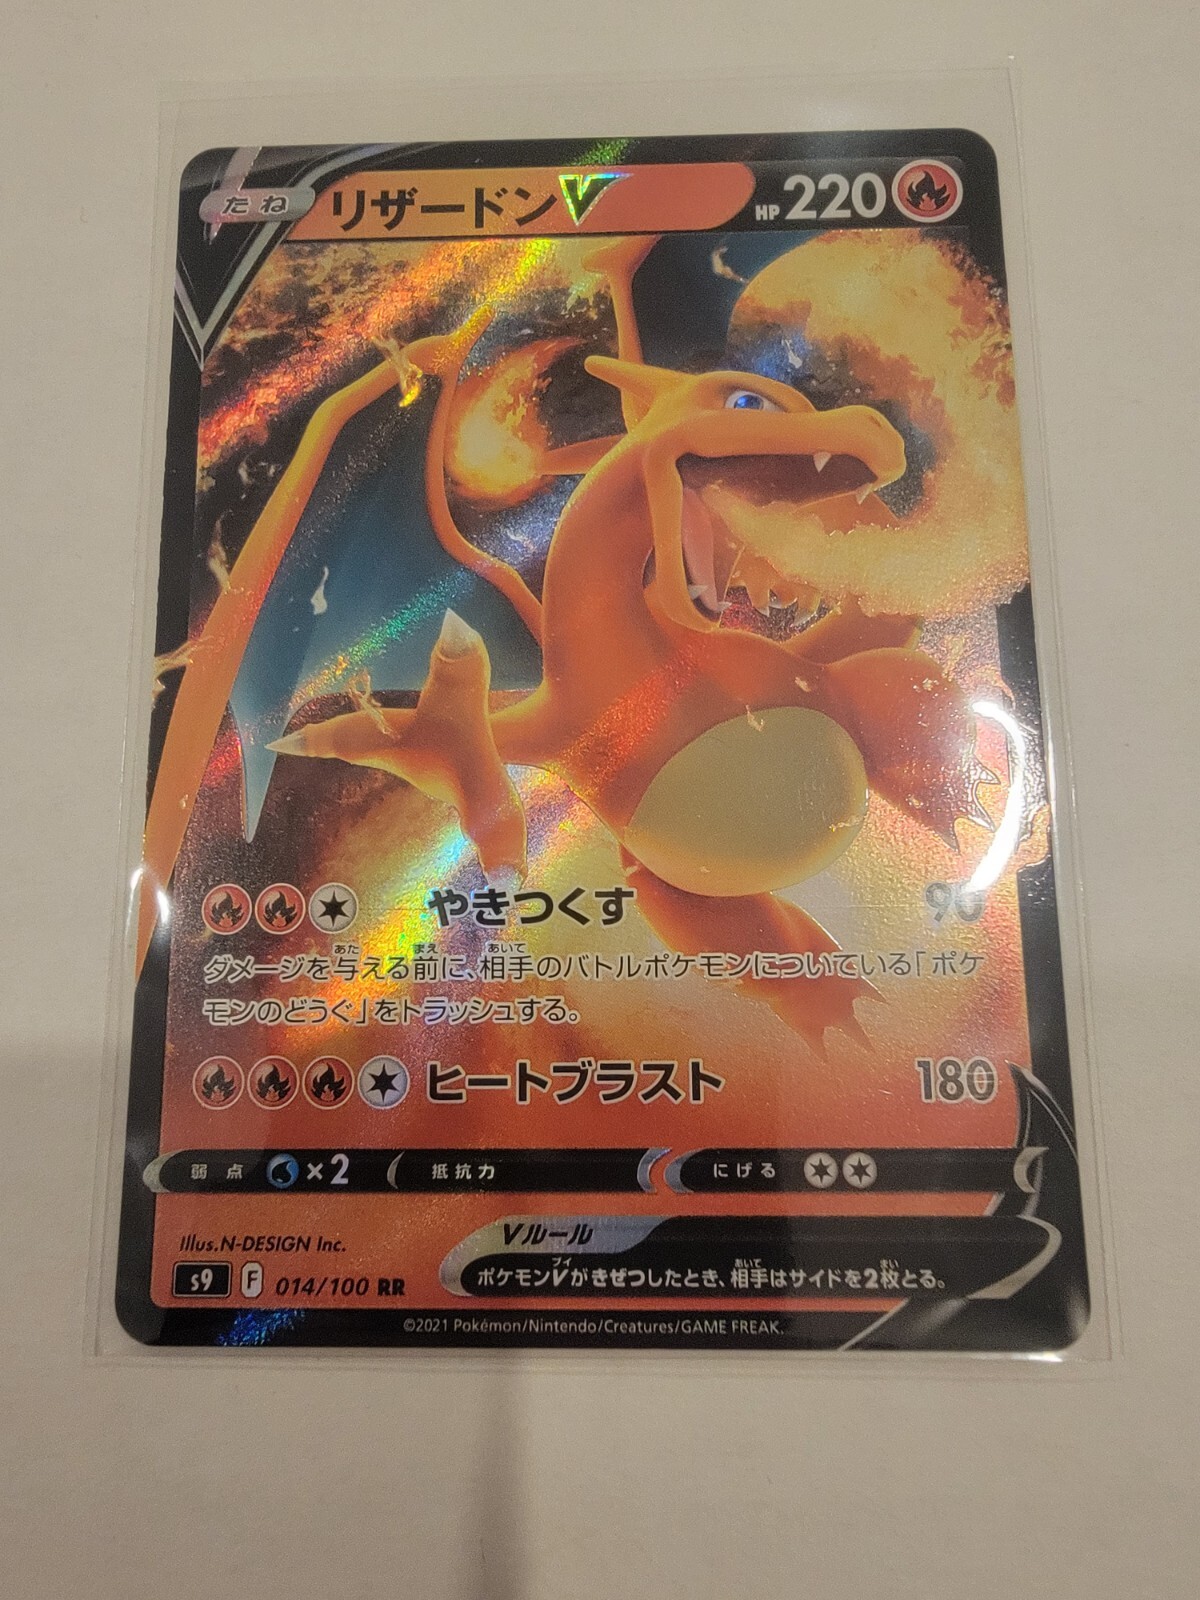 たね リザードンV HP 220
やきつくす 90
ダメージを与える前に、相手のバトルポケモンについている「ポケ
モンのどうぐ」をトラッシュする。
ヒートブラスト 180
弱点 ×2 抵抗力 にげる
Vルール
ポケモンVがきぜつしたとき、相手はサイドを2枚とる。
Illus.N-DESIGN Inc.
s9 F 014/100 RR
©2021 Pokémon/Nintendo/Creatures/GAME FREAK.